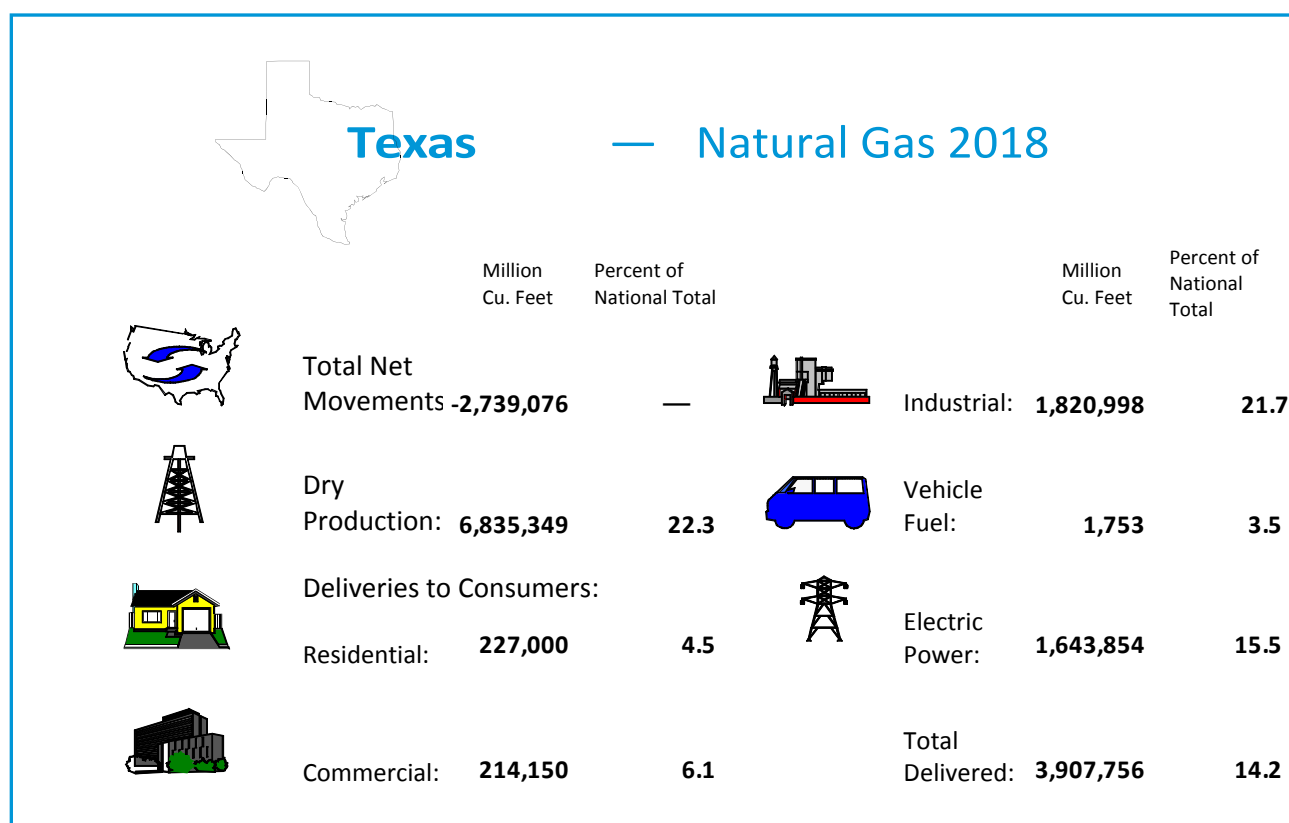 Texas — Natural Gas 2018
Million
Cu. Feet
Percent of
National Total
Total Net
Movements -2,739,076 —
Dry
Production: 6,835,349 22.3
Deliveries to Consumers:
Residential: 227,000 4.5
Commercial: 214,150 6.1
Million
Cu. Feet
Percent of
National
Total
Industrial: 1,820,998 21.7
Vehicle
Fuel: 1,753 3.5
Electric
Power: 1,643,854 15.5
Total
Delivered: 3,907,756 14.2